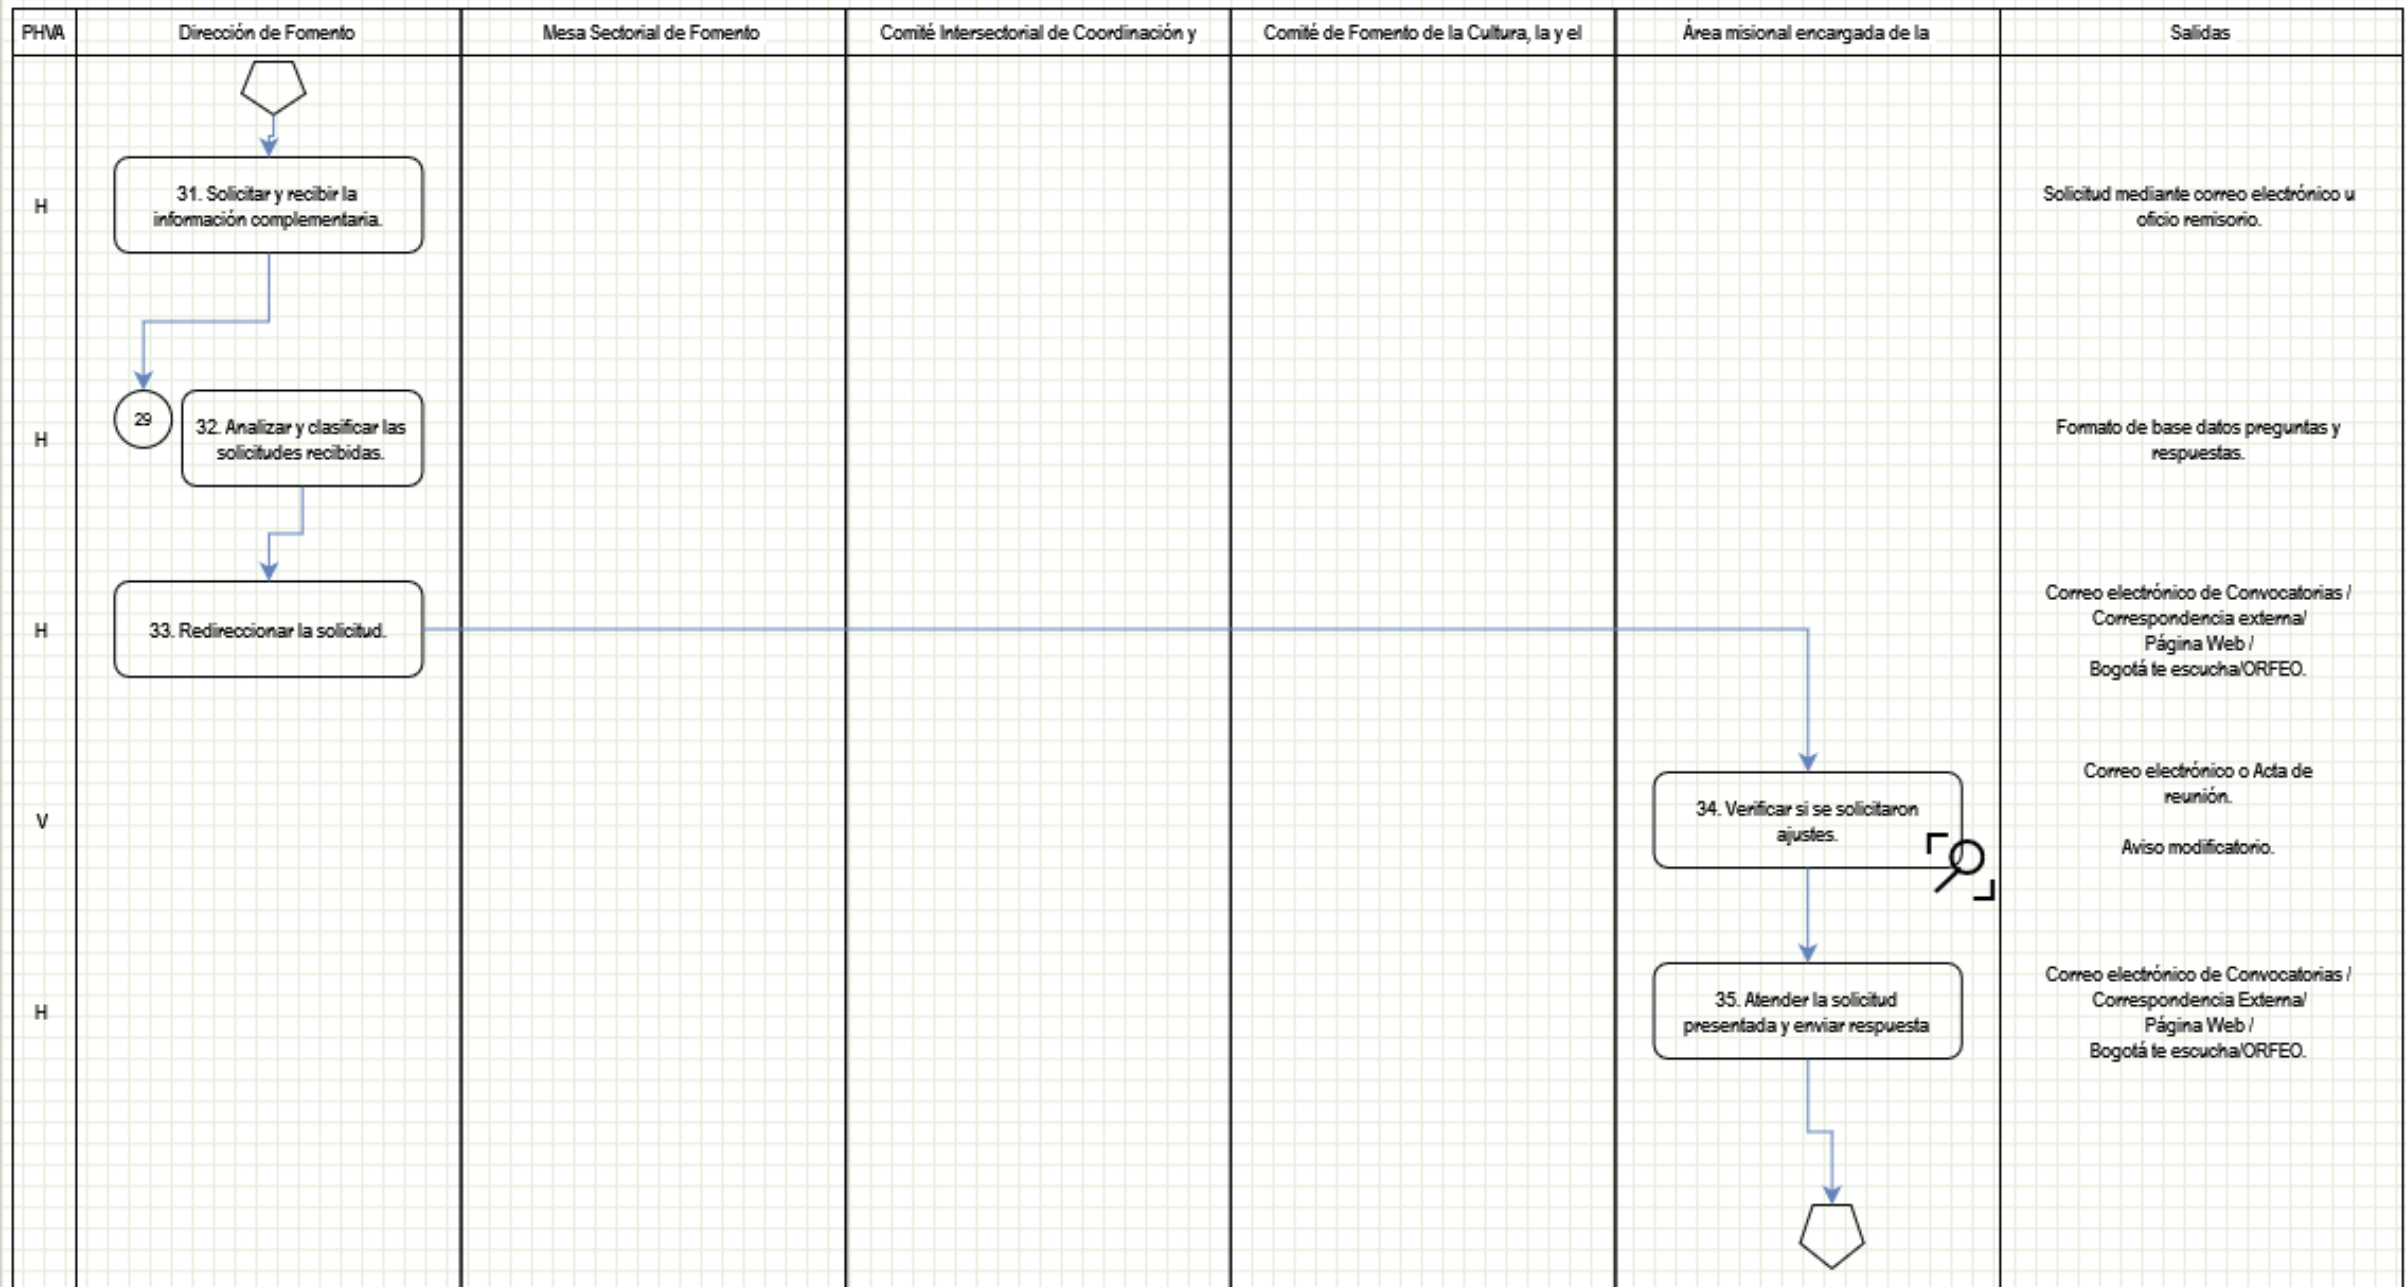 PHVA
Dirección de Fomento
Mesa Sectorial de Fomento
Comité Intersectorial de Coordinación y
Comité de Fomento de la Cultura, la y el
Área misional encargada de la
Salidas
H
31. Solicitar y recibir la
información complementaria.
Solicitud mediante correo electrónico u
oficio remisorio.
H
29
32. Analizar y clasificar las
solicitudes recibidas.
Formato de base datos preguntas y
respuestas.
H
33. Redireccionar la solicitud.
Correo electrónico de Convocatorias /
Correspondencia externa/
Página Web /
Bogotá te escucha/ORFEO.
V
34. Verificar si se solicitaron
ajustes.
Correo electrónico o Acta de
reunión.
Aviso modificatorio.
H
35. Atender la solicitud
presentada y enviar respuesta
Correo electrónico de Convocatorias /
Correspondencia Externa/
Página Web /
Bogotá te escucha/ORFEO.